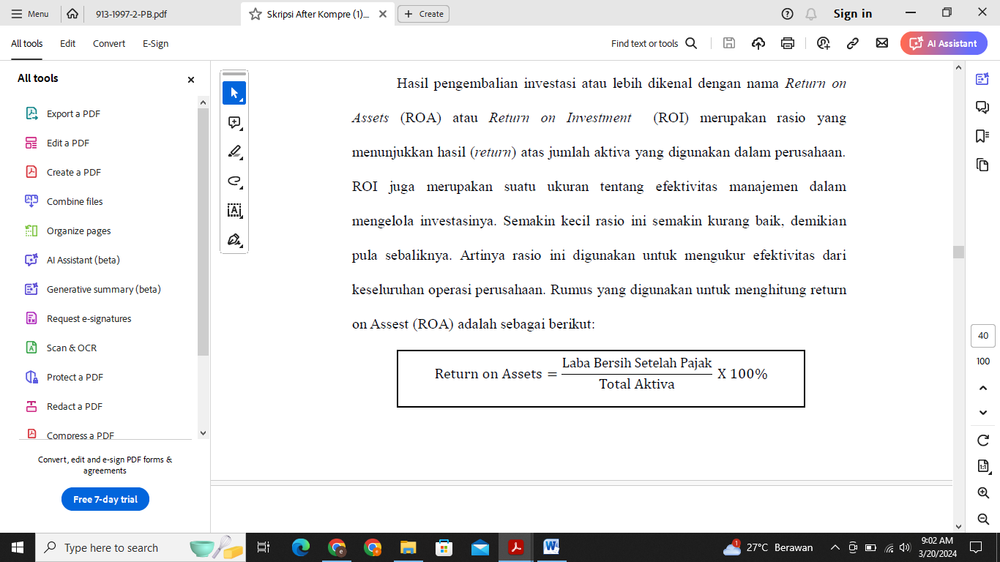 Menu
913-1997-2-PB.pdf
Skripsi After Kompre (1)....
Create
Sign in
All tools
Edit
Convert
E-Sign
Find text or tools
AI Assistant
All tools
Export a PDF
Edit a PDF
Create a PDF
Combine files
Organize pages
AI Assistant (beta)
Generative summary (beta)
Request e-signatures
Scan & OCR
Protect a PDF
Redact a PDF
Compress a PDF
Convert, edit and e-sign PDF forms &
agreements
Free 7-day trial
Hasil pengembalian investasi atau lebih dikenal dengan nama Return on
Assets (ROA) atau Return on Investment (ROI) merupakan rasio yang
menunjukkan hasil (return) atas jumlah aktiva yang digunakan dalam perusahaan.
ROI juga merupakan suatu ukuran tentang efektivitas manajemen dalam
mengelola investasinya. Semakin kecil rasio ini semakin kurang baik, demikian
pula sebaliknya. Artinya rasio ini digunakan untuk mengukur efektivitas dari
keseluruhan operasi perusahaan. Rumus yang digunakan untuk menghitung return
on Assest (ROA) adalah sebagai berikut:
Laba Bersih Setelah Pajak
Return on Assets = X 100%
Total Aktiva
40
100
1:1
Type here to search
1
27°C Berawan
9:02 AM
3/20/2024